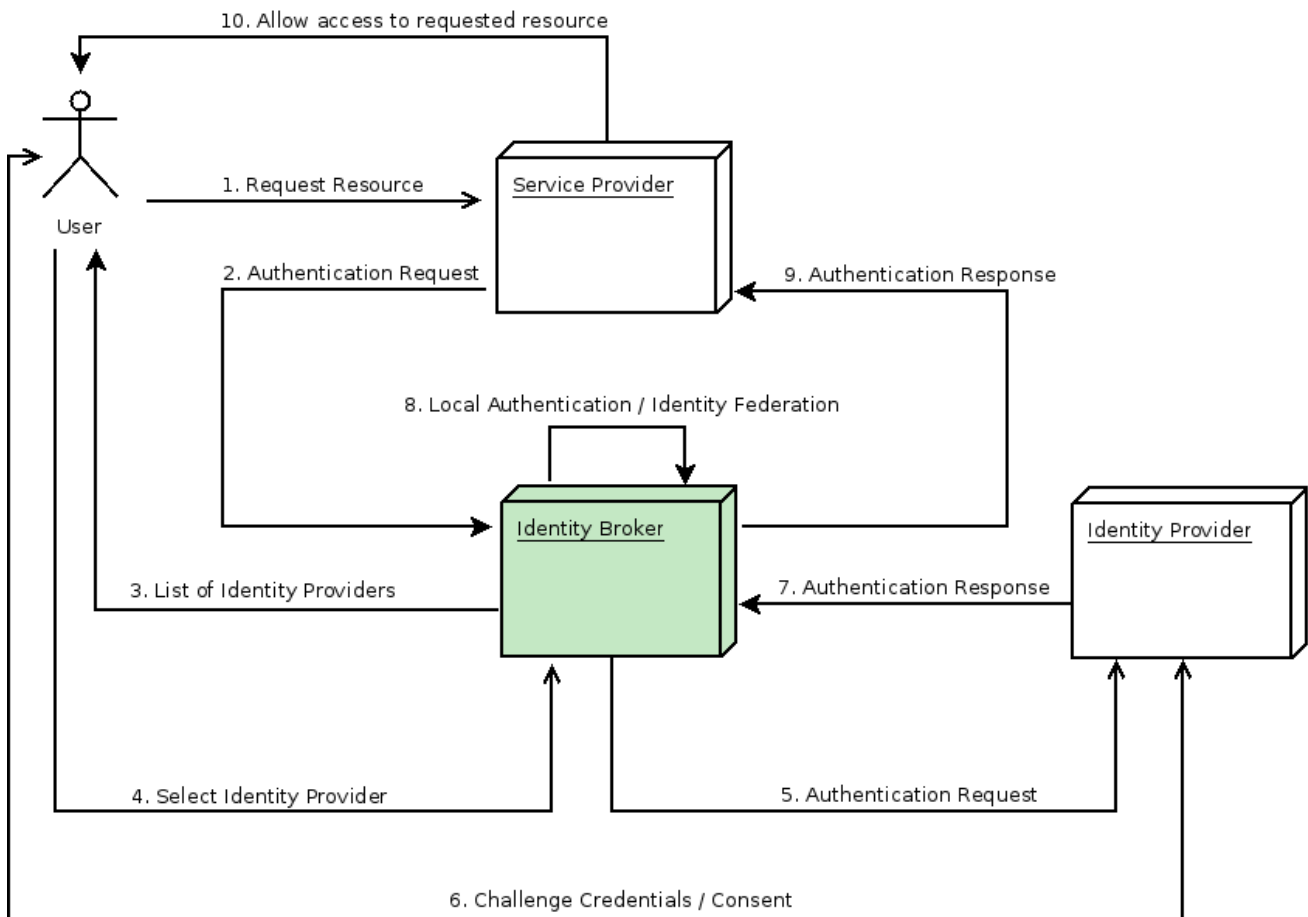 10. Allow access to requested resource
1. Request Resource
Service Provider
User
2. Authentication Request
9. Authentication Response
8. Local Authentication / Identity Federation
Identity Broker
Identity Provider
3. List of Identity Providers
7. Authentication Response
4. Select Identity Provider
5. Authentication Request
6. Challenge Credentials / Consent